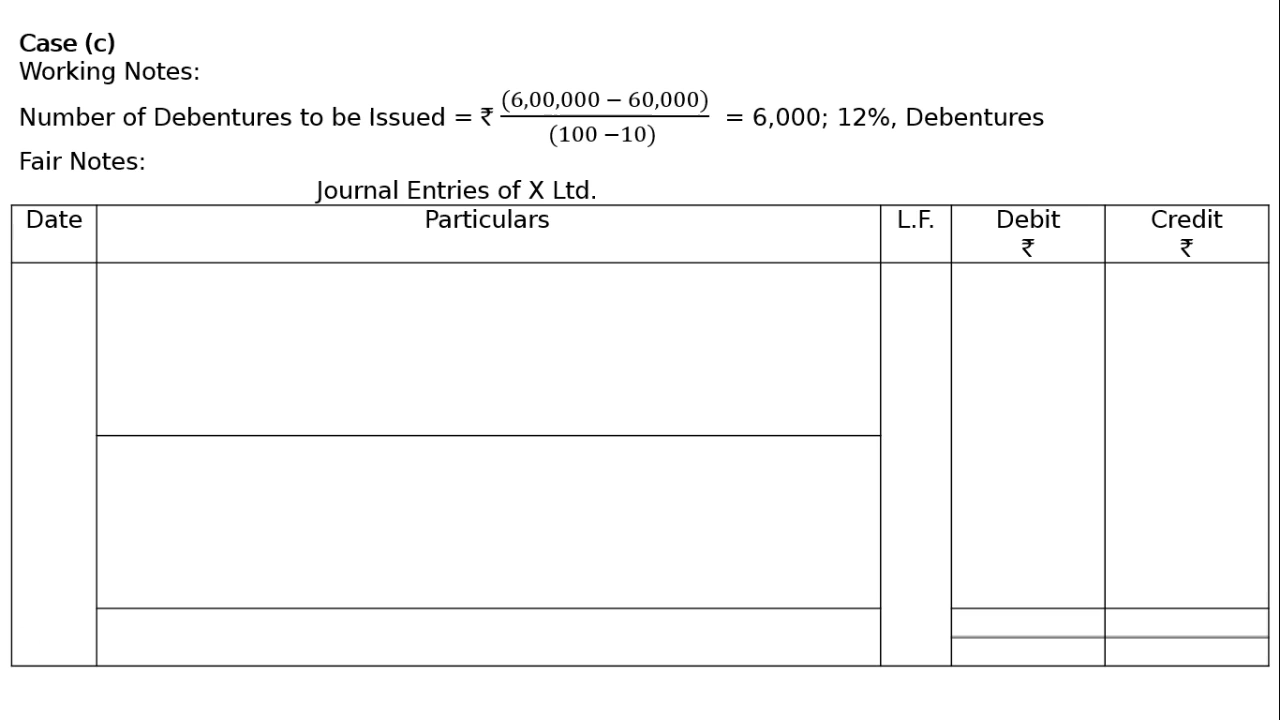 Case (c)
Working Notes:
Number of Debentures to be Issued = ₹ (6,00,000 − 60,000) / (100 −10) = 6,000; 12%, Debentures
Fair Notes:
Journal Entries of X Ltd.
Date Particulars L.F. Debit ₹ Credit ₹